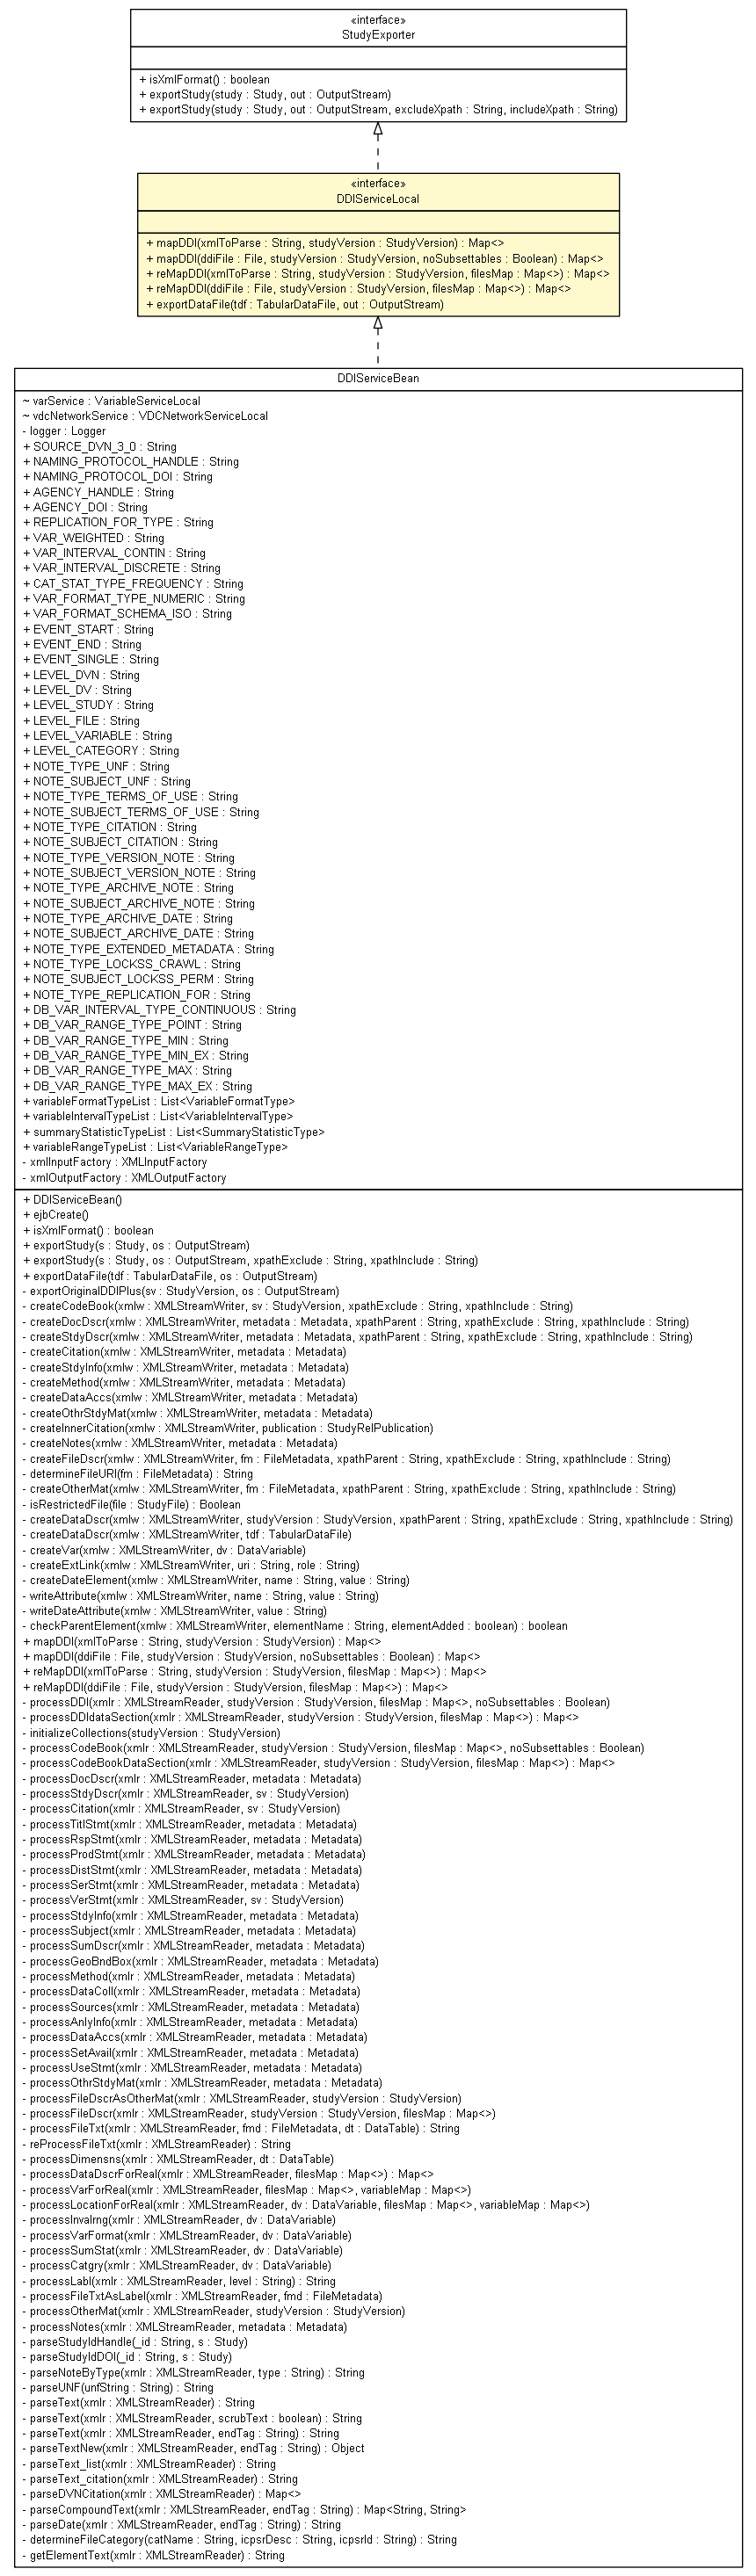 «interface»
StudyExporter
+ isXmlFormat() : boolean
+ exportStudy(study : Study, out : OutputStream)
+ exportStudy(study : Study, out : OutputStream, excludeXpath : String, includeXpath : String)
«interface»
DDIServiceLocal
+ mapDDI(xmlToParse : String, studyVersion : StudyVersion) : Map<>
+ mapDDI(ddiFile : File, studyVersion : StudyVersion, noSubsettables : Boolean) : Map<>
+ reMapDDI(xmlToParse : String, studyVersion : StudyVersion, filesMap : Map<>) : Map<>
+ reMapDDI(ddiFile : File, studyVersion : StudyVersion, filesMap : Map<>) : Map<>
+ exportDataFile(tdf : TabularDataFile, out : OutputStream)
DDIServiceBean
~ varService : VariableServiceLocal
~ vdcNetworkService : VDCNetworkServiceLocal
- logger : Logger
+ SOURCE_DVN_3_0 : String
+ NAMING_PROTOCOL_HANDLE : String
+ NAMING_PROTOCOL_DOI : String
+ AGENCY_HANDLE : String
+ AGENCY_DOI : String
+ REPLICATION_FOR_TYPE : String
+ VAR_WEIGHTED : String
+ VAR_INTERVAL_CONTIN : String
+ VAR_INTERVAL_DISCRETE : String
+ CAT_STAT_TYPE_FREQUENCY : String
+ VAR_FORMAT_TYPE_NUMERIC : String
+ VAR_FORMAT_SCHEMA_ISO : String
+ EVENT_START : String
+ EVENT_END : String
+ EVENT_SINGLE : String
+ LEVEL_DVN : String
+ LEVEL_DV : String
+ LEVEL_STUDY : String
+ LEVEL_FILE : String
+ LEVEL_VARIABLE : String
+ LEVEL_CATEGORY : String
+ NOTE_TYPE_UNF : String
+ NOTE_SUBJECT_UNF : String
+ NOTE_TYPE_TERMS_OF_USE : String
+ NOTE_SUBJECT_TERMS_OF_USE : String
+ NOTE_TYPE_CITATION : String
+ NOTE_SUBJECT_CITATION : String
+ NOTE_TYPE_VERSION_NOTE : String
+ NOTE_SUBJECT_VERSION_NOTE : String
+ NOTE_TYPE_ARCHIVE_NOTE : String
+ NOTE_SUBJECT_ARCHIVE_NOTE : String
+ NOTE_TYPE_ARCHIVE_DATE : String
+ NOTE_SUBJECT_ARCHIVE_DATE : String
+ NOTE_TYPE_EXTENDED_METADATA : String
+ NOTE_TYPE_LOCKSS_CRAWL : String
+ NOTE_SUBJECT_LOCKSS_PERM : String
+ NOTE_TYPE_REPLICATION_FOR : String
+ DB_VAR_INTERVAL_TYPE_CONTINUOUS : String
+ DB_VAR_RANGE_TYPE_POINT : String
+ DB_VAR_RANGE_TYPE_MIN : String
+ DB_VAR_RANGE_TYPE_MIN_EX : String
+ DB_VAR_RANGE_TYPE_MAX : String
+ DB_VAR_RANGE_TYPE_MAX_EX : String
+ variableFormatTypeList : List<VariableFormatType>
+ variableIntervalTypeList : List<VariableIntervalType>
+ summaryStatisticTypeList : List<SummaryStatisticType>
+ variableRangeTypeList : List<VariableRangeType>
- xmlInputFactory : XMLInputFactory
- xmlOutputFactory : XMLOutputFactory
+ DDIServiceBean()
+ ejbCreate()
+ isXmlFormat() : boolean
+ exportStudy(s : Study, os : OutputStream)
+ exportStudy(s : Study, os : OutputStream, xpathExclude : String, xpathInclude : String)
+ exportDataFile(tdf : TabularDataFile, os : OutputStream)
- exportOriginalDDIPlus(sv : StudyVersion, os : OutputStream)
- createCodeBook(xmlw : XMLStreamWriter, sv : StudyVersion, xpathExclude : String, xpathInclude : String)
- createDocDscr(xmlw : XMLStreamWriter, metadata : Metadata, xpathParent : String, xpathExclude : String, xpathInclude : String)
- createStdyDscr(xmlw : XMLStreamWriter, metadata : Metadata, xpathParent : String, xpathExclude : String, xpathInclude : String)
- createCitation(xmlw : XMLStreamWriter, metadata : Metadata)
- createStdyInfo(xmlw : XMLStreamWriter, metadata : Metadata)
- createMethod(xmlw : XMLStreamWriter, metadata : Metadata)
- createDataAccs(xmlw : XMLStreamWriter, metadata : Metadata)
- createOthrStdyMat(xmlw : XMLStreamWriter, metadata : Metadata)
- createInnerCitation(xmlw : XMLStreamWriter, publication : StudyRelPublication)
- createNotes(xmlw : XMLStreamWriter, metadata : Metadata)
- createFileDscr(xmlw : XMLStreamWriter, fm : FileMetadata, xpathParent : String, xpathExclude : String, xpathInclude : String)
- determineFileURI(fm : FileMetadata) : String
- createOtherMat(xmlw : XMLStreamWriter, fm : FileMetadata, xpathParent : String, xpathExclude : String, xpathInclude : String)
- isRestrictedFile(file : StudyFile) : Boolean
- createDataDscr(xmlw : XMLStreamWriter, studyVersion : StudyVersion, xpathParent : String, xpathExclude : String, xpathInclude : String)
- createDataDscr(xmlw : XMLStreamWriter, tdf : TabularDataFile)
- createVar(xmlw : XMLStreamWriter, dv : DataVariable)
- createExtLink(xmlw : XMLStreamWriter, uri : String, role : String)
- createDateElement(xmlw : XMLStreamWriter, name : String, value : String)
- writeAttribute(xmlw : XMLStreamWriter, name : String, value : String)
- writeDateAttribute(xmlw : XMLStreamWriter, value : String)
- checkParentElement(xmlw : XMLStreamWriter, elementName : String, elementAdded : boolean) : boolean
+ mapDDI(xmlToParse : String, studyVersion : StudyVersion) : Map<>
+ mapDDI(ddiFile : File, studyVersion : StudyVersion, noSubsettables : Boolean) : Map<>
+ reMapDDI(xmlToParse : String, studyVersion : StudyVersion, filesMap : Map<>) : Map<>
+ reMapDDI(ddiFile : File, studyVersion : StudyVersion, filesMap : Map<>) : Map<>
- processDDI(xmlr : XMLStreamReader, studyVersion : StudyVersion, filesMap : Map<>, noSubsettables : Boolean)
- processDDIdataSection(xmlr : XMLStreamReader, studyVersion : StudyVersion, filesMap : Map<>) : Map<>
- initializeCollections(studyVersion : StudyVersion)
- processCodeBook(xmlr : XMLStreamReader, studyVersion : StudyVersion, filesMap : Map<>, noSubsettables : Boolean)
- processCodeBookDataSection(xmlr : XMLStreamReader, studyVersion : StudyVersion, filesMap : Map<>) : Map<>
- processDocDscr(xmlr : XMLStreamReader, metadata : Metadata)
- processStdyDscr(xmlr : XMLStreamReader, sv : StudyVersion)
- processCitation(xmlr : XMLStreamReader, sv : StudyVersion)
- processTitlStmt(xmlr : XMLStreamReader, metadata : Metadata)
- processRspStmt(xmlr : XMLStreamReader, metadata : Metadata)
- processProdStmt(xmlr : XMLStreamReader, metadata : Metadata)
- processDistStmt(xmlr : XMLStreamReader, metadata : Metadata)
- processSerStmt(xmlr : XMLStreamReader, metadata : Metadata)
- processVerStmt(xmlr : XMLStreamReader, sv : StudyVersion)
- processStdyInfo(xmlr : XMLStreamReader, metadata : Metadata)
- processSubject(xmlr : XMLStreamReader, metadata : Metadata)
- processSumDscr(xmlr : XMLStreamReader, metadata : Metadata)
- processGeoBndBox(xmlr : XMLStreamReader, metadata : Metadata)
- processMethod(xmlr : XMLStreamReader, metadata : Metadata)
- processDataColl(xmlr : XMLStreamReader, metadata : Metadata)
- processSources(xmlr : XMLStreamReader, metadata : Metadata)
- processAnlyInfo(xmlr : XMLStreamReader, metadata : Metadata)
- processDataAccs(xmlr : XMLStreamReader, metadata : Metadata)
- processSetAvail(xmlr : XMLStreamReader, metadata : Metadata)
- processUseStmt(xmlr : XMLStreamReader, metadata : Metadata)
- processOthrStdyMat(xmlr : XMLStreamReader, metadata : Metadata)
- processFileDscrAsOtherMat(xmlr : XMLStreamReader, studyVersion : StudyVersion)
- processFileDscr(xmlr : XMLStreamReader, studyVersion : StudyVersion, filesMap : Map<>)
- processFileTxt(xmlr : XMLStreamReader, fmd : FileMetadata, dt : DataTable) : String
- reProcessFileTxt(xmlr : XMLStreamReader) : String
- processDimensns(xmlr : XMLStreamReader, dt : DataTable)
- processDataDscrForReal(xmlr : XMLStreamReader, filesMap : Map<>) : Map<>
- processVarForReal(xmlr : XMLStreamReader, filesMap : Map<>, variableMap : Map<>)
- processLocationForReal(xmlr : XMLStreamReader, dv : DataVariable, filesMap : Map<>, variableMap : Map<>)
- processInvalrng(xmlr : XMLStreamReader, dv : DataVariable)
- processVarFormat(xmlr : XMLStreamReader, dv : DataVariable)
- processSumStat(xmlr : XMLStreamReader, dv : DataVariable)
- processCatgry(xmlr : XMLStreamReader, dv : DataVariable)
- processLabl(xmlr : XMLStreamReader, level : String) : String
- processFileTxtAsLabel(xmlr : XMLStreamReader, fmd : FileMetadata)
- processOtherMat(xmlr : XMLStreamReader, studyVersion : StudyVersion)
- processNotes(xmlr : XMLStreamReader, metadata : Metadata)
- parseStudyIdHandle(_id : String, s : Study)
- parseStudyIdDOI(_id : String, s : Study)
- parseNoteByType(xmlr : XMLStreamReader, type : String) : String
- parseUNF(unfString : String) : String
- parseText(xmlr : XMLStreamReader) : String
- parseText(xmlr : XMLStreamReader, scrubText : boolean) : String
- parseText(xmlr : XMLStreamReader, endTag : String) : String
- parseTextNew(xmlr : XMLStreamReader, endTag : String) : Object
- parseText_list(xmlr : XMLStreamReader) : String
- parseText_citation(xmlr : XMLStreamReader) : String
- parseDVNCitation(xmlr : XMLStreamReader) : Map<>
- parseCompoundText(xmlr : XMLStreamReader, endTag : String) : Map<String, String>
- parseDate(xmlr : XMLStreamReader, endTag : String) : String
- determineFileCategory(catName : String, icpsrDesc : String, icpsrId : String) : String
- getElementText(xmlr : XMLStreamReader) : String